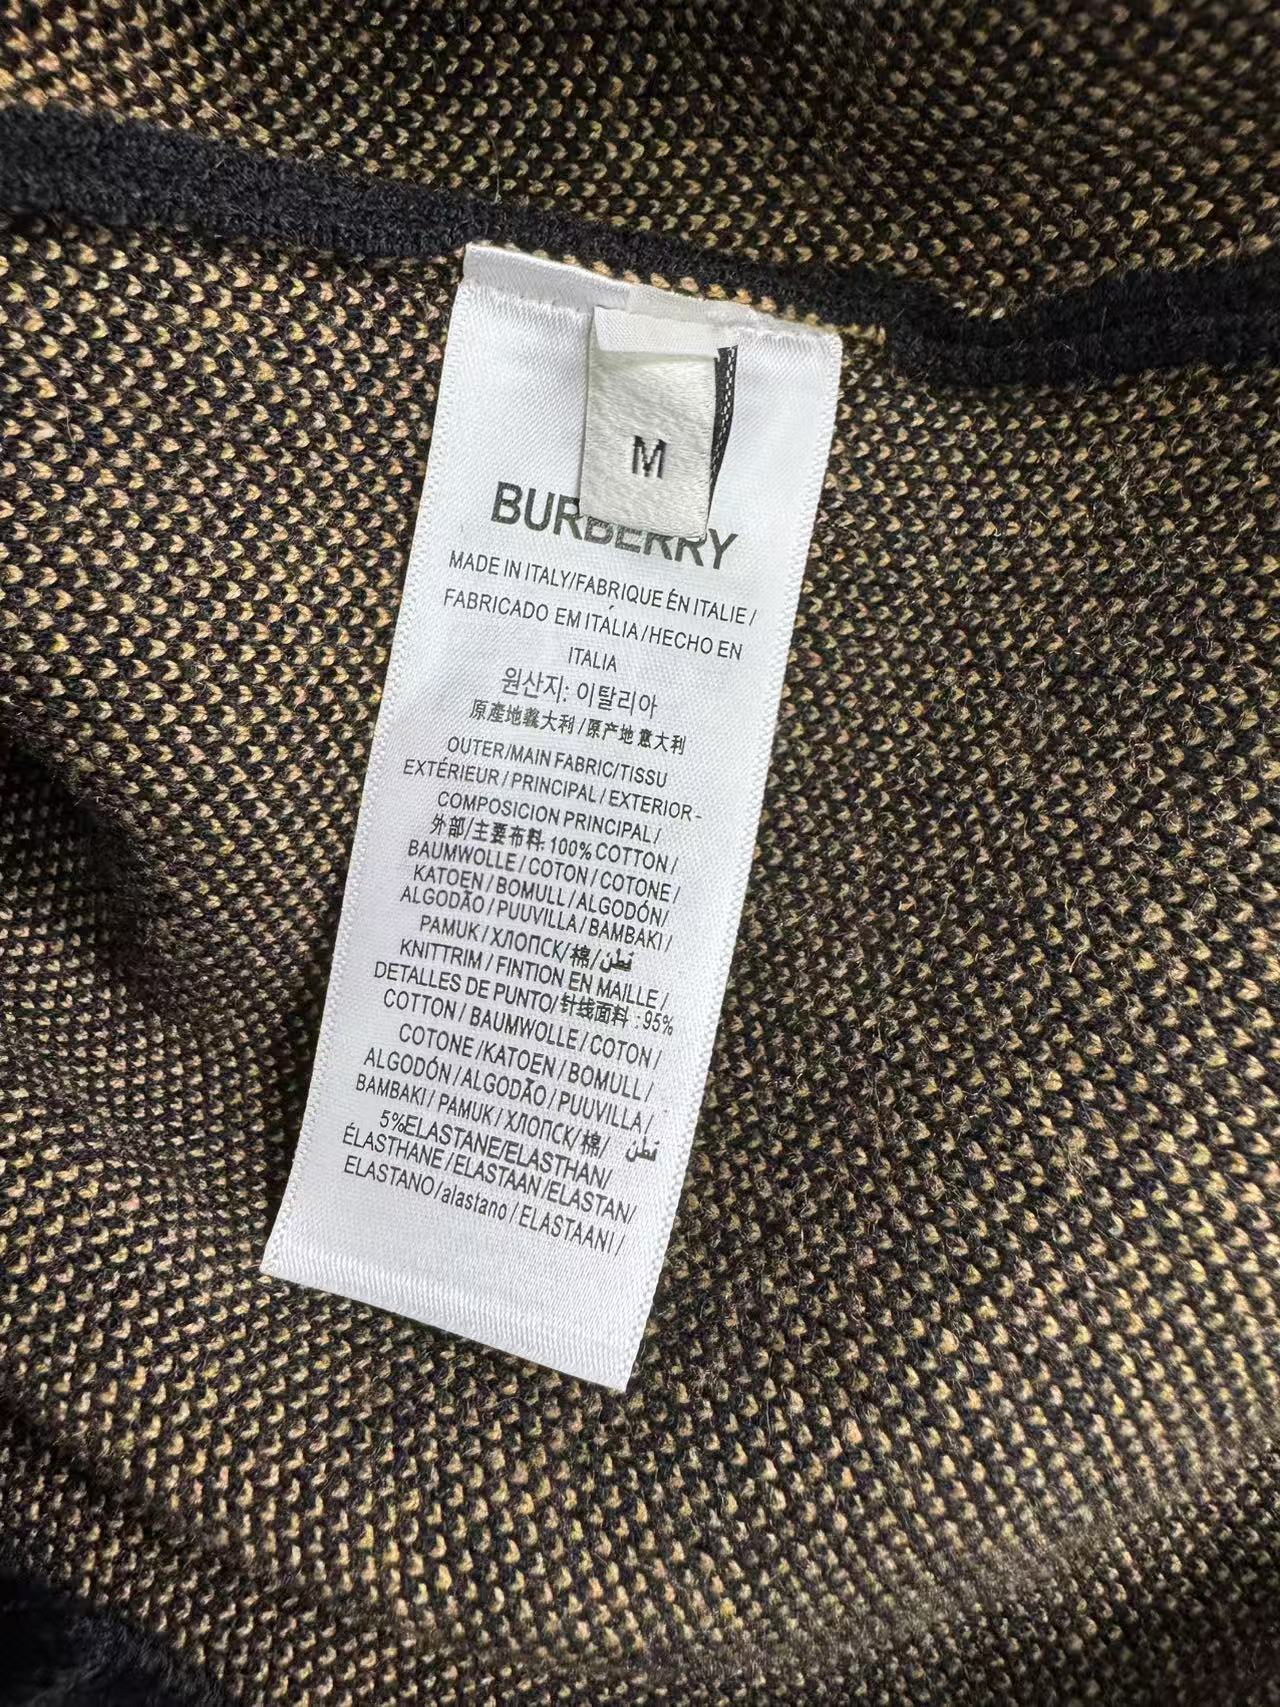 M
BURBERRY
MADE IN ITALY/FABRIQUE ÉN ITALIE/
FABRICADO EM ITÁLIA/HECHO EN
ITALIA
원산지: 이탈리아
原產地義大利/原产地意大利
OUTER/MAIN FABRIC/TISSU
EXTÉRIEUR/PRINCIPAL/EXTERIOR-
COMPOSICION PRINCIPAL/
外部/主要布料 100% COTTON/
BAUMWOLLE/COTON/COTONE/
KATOEN/BOMULL/ALGODÓN/
ALGODÃO/PUUVILLA/BAMBAKI/
PAMUK/ХЛОПСК/棉/قطن
KNITTRIM/FINTION EN MAILLE/
DETALLES DE PUNTO/针线面料:95%
COTTON/BAUMWOLLE/COTON/
COTONE/KATOEN/BOMULL/
ALGODÓN/ALGODÃO/PUUVILLA/
BAMBAKI/PAMUK/ХЛОПСК/棉/ قطن
5%ELASTANE/ELASTHAN/
ÉLASTHANE/ELASTAAN/ELASTAN/
ELASTANO/alastano/ELASTAANI/